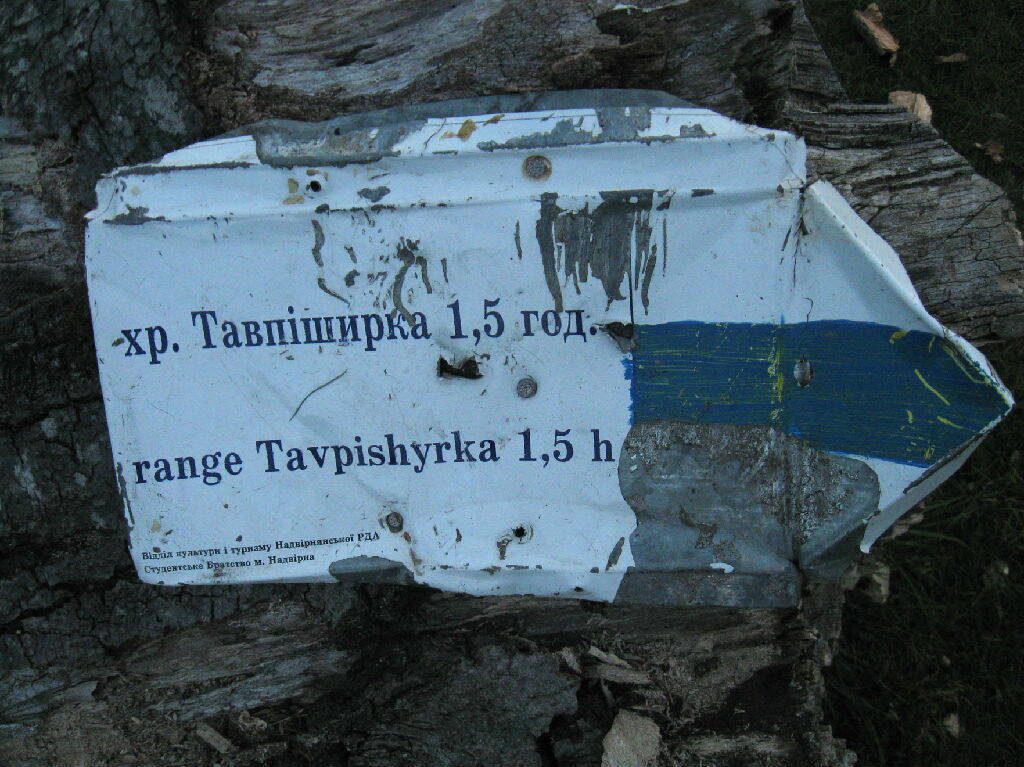 хр. Тавпіширка 1,5 год.
range Tavpishyrka 1,5 h
Відділ культури і туризму Надвірнянської РДА
Студентське Братство м. Надвірна